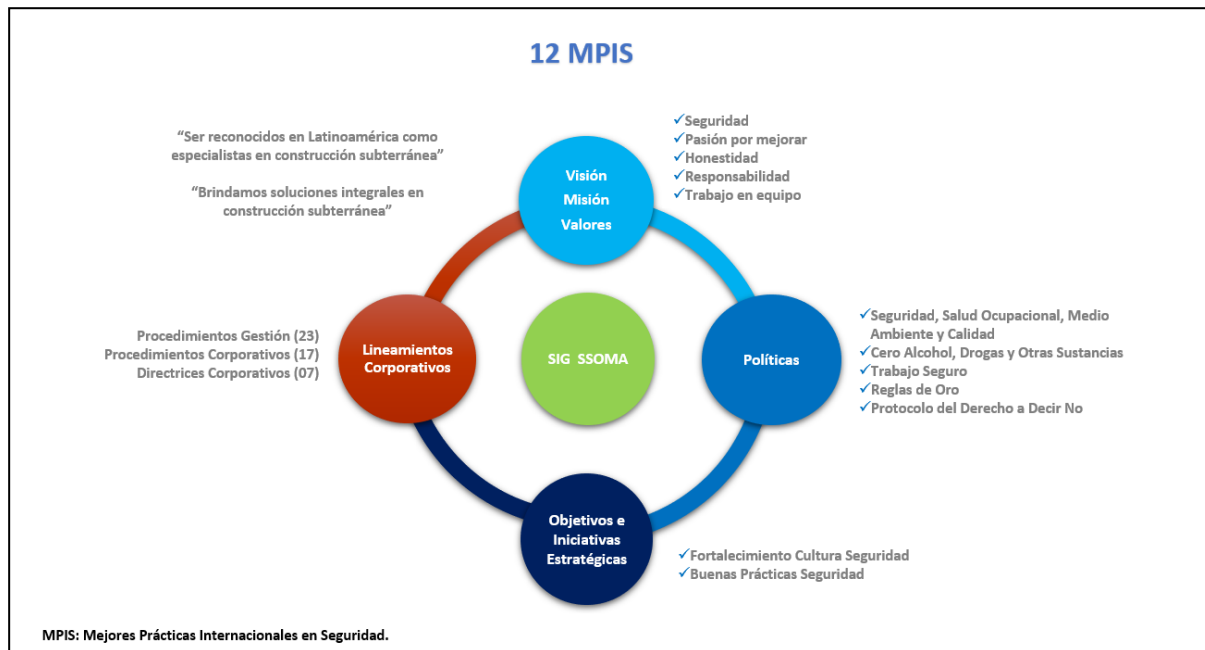 12 MPIS
“Ser reconocidos en Latinoamérica como
especialistas en construcción subterránea”
“Brindamos soluciones integrales en
construcción subterránea”
Visión
Misión
Valores
✓Seguridad
✓Pasión por mejorar
✓Honestidad
✓Responsabilidad
✓Trabajo en equipo
Procedimientos Gestión (23)
Procedimientos Corporativos (17)
Directrices Corporativos (07)
Lineamientos
Corporativos
SIG SSOMA
Políticas
✓Seguridad, Salud Ocupacional, Medio
Ambiente y Calidad
✓Cero Alcohol, Drogas y Otras Sustancias
✓Trabajo Seguro
✓Reglas de Oro
✓Protocolo del Derecho a Decir No
Objetivos e
Iniciativas
Estratégicas
✓Fortalecimiento Cultura Seguridad
✓Buenas Prácticas Seguridad
MPIS: Mejores Prácticas Internacionales en Seguridad.